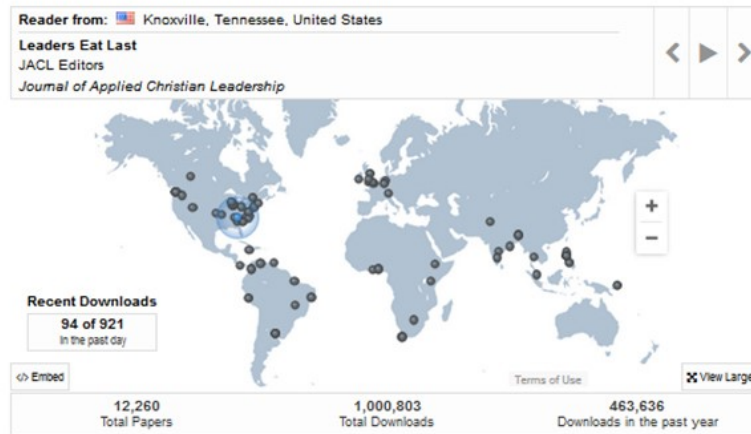 Reader from: Knoxville, Tennessee, United States
Leaders Eat Last
JACL Editors
Journal of Applied Christian Leadership
Recent Downloads
94 of 921
In the past day
</> Embed
Terms of Use
View Large
12,260
Total Papers
1,000,803
Total Downloads
463,636
Downloads in the past year